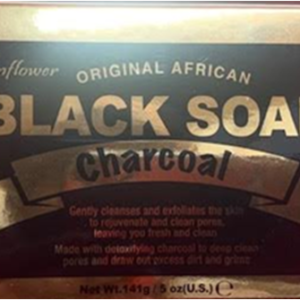 nflower
ORIGINAL AFRICAN
BLACK SOA
Charcoal
Gently cleanses and exfoliates the skin
to rejuvenate and clean pores,
leaving you fresh and clean
Made with detoxifying charcoal to deep clean
pores and draw out excess dirt and grime
Net Wt.141g / 5 oz(U.S.) ℮